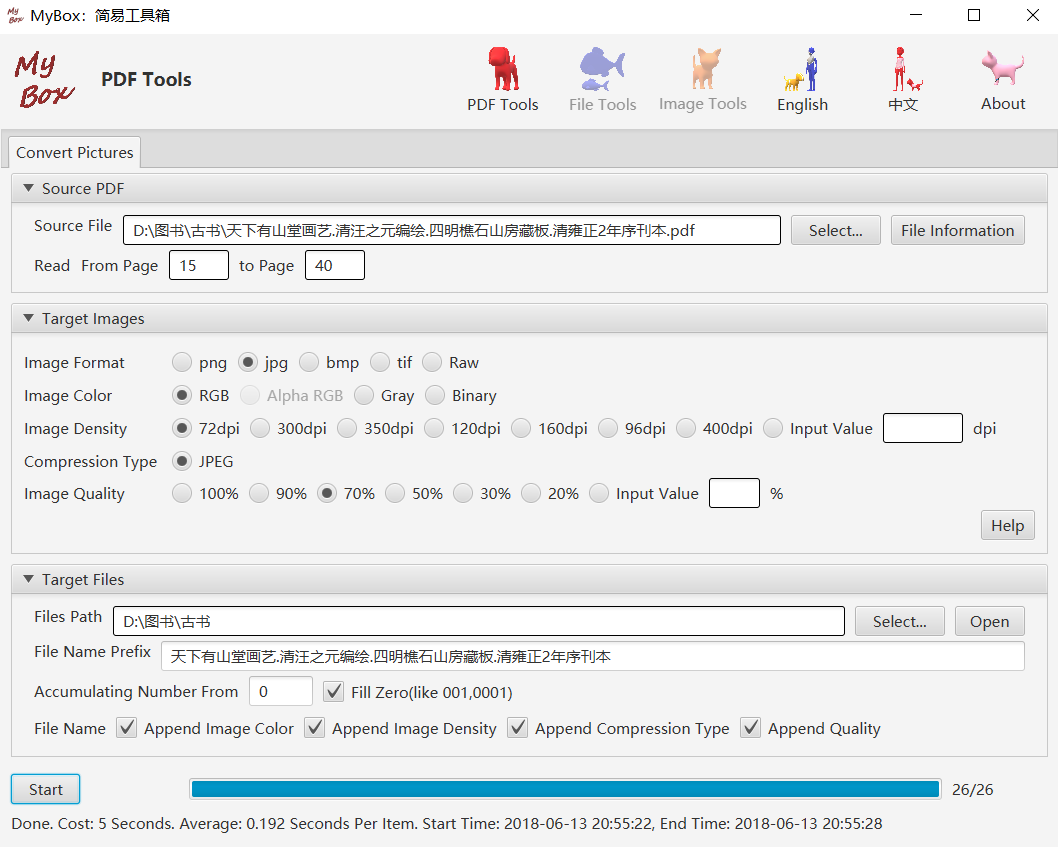 My Box MyBox：简易工具箱
My Box PDF Tools PDF Tools File Tools Image Tools English 中文 About
Convert Pictures
Source PDF
Source File D:\图书\古书\天下有山堂画艺.清汪之元编绘.四明樵石山房藏板.清雍正2年序刊本.pdf Select... File Information
Read From Page 15 to Page 40
Target Images
Image Format png jpg bmp tif Raw
Image Color RGB Alpha RGB Gray Binary
Image Density 72dpi 300dpi 350dpi 120dpi 160dpi 96dpi 400dpi Input Value dpi
Compression Type JPEG
Image Quality 100% 90% 70% 50% 30% 20% Input Value %
Help
Target Files
Files Path D:\图书\古书 Select... Open
File Name Prefix 天下有山堂画艺.清汪之元编绘.四明樵石山房藏板.清雍正2年序刊本
Accumulating Number From 0 Fill Zero(like 001,0001)
File Name Append Image Color Append Image Density Append Compression Type Append Quality
Start 26/26
Done. Cost: 5 Seconds. Average: 0.192 Seconds Per Item. Start Time: 2018-06-13 20:55:22, End Time: 2018-06-13 20:55:28